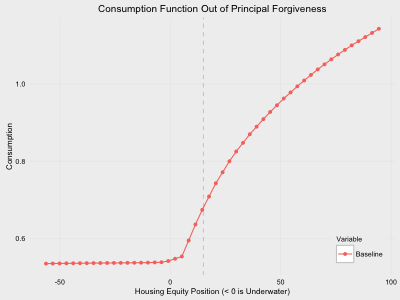 Consumption Function Out of Principal Forgiveness
Consumption
1.0
0.8
0.6
Variable
Baseline
-50
0
50
100
Housing Equity Position (< 0 is Underwater)